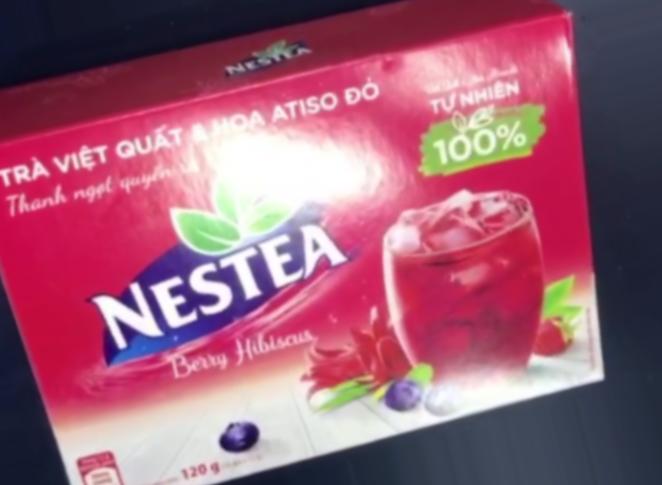 NESTEA
TRÀ VIỆT QUẤT & HOA ATISO ĐỎ
Thanh ngọt quyến
TỰ NHIÊN
100%
NESTEA
Berry Hibiscus
120 g